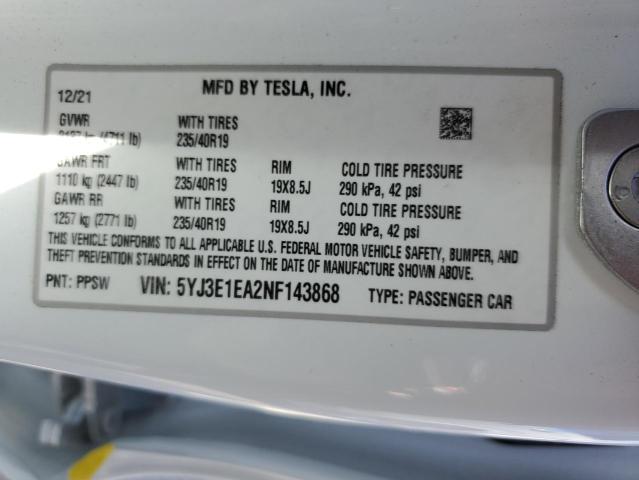 12/21 MFD BY TESLA, INC.
GVWR WITH TIRES
kg (4711 lb) 235/40R19
GAWR FRT WITH TIRES RIM COLD TIRE PRESSURE
1110 kg (2447 lb) 235/40R19 19X8.5J 290 kPa, 42 psi
GAWR RR WITH TIRES RIM COLD TIRE PRESSURE
1257 kg (2771 lb) 235/40R19 19X8.5J 290 kPa, 42 psi
THIS VEHICLE CONFORMS TO ALL APPLICABLE U.S. FEDERAL MOTOR VEHICLE SAFETY, BUMPER, AND
THEFT PREVENTION STANDARDS IN EFFECT ON THE DATE OF MANUFACTURE SHOWN ABOVE.
PNT: PPSW VIN: 5YJ3E1EA2NF143868 TYPE: PASSENGER CAR